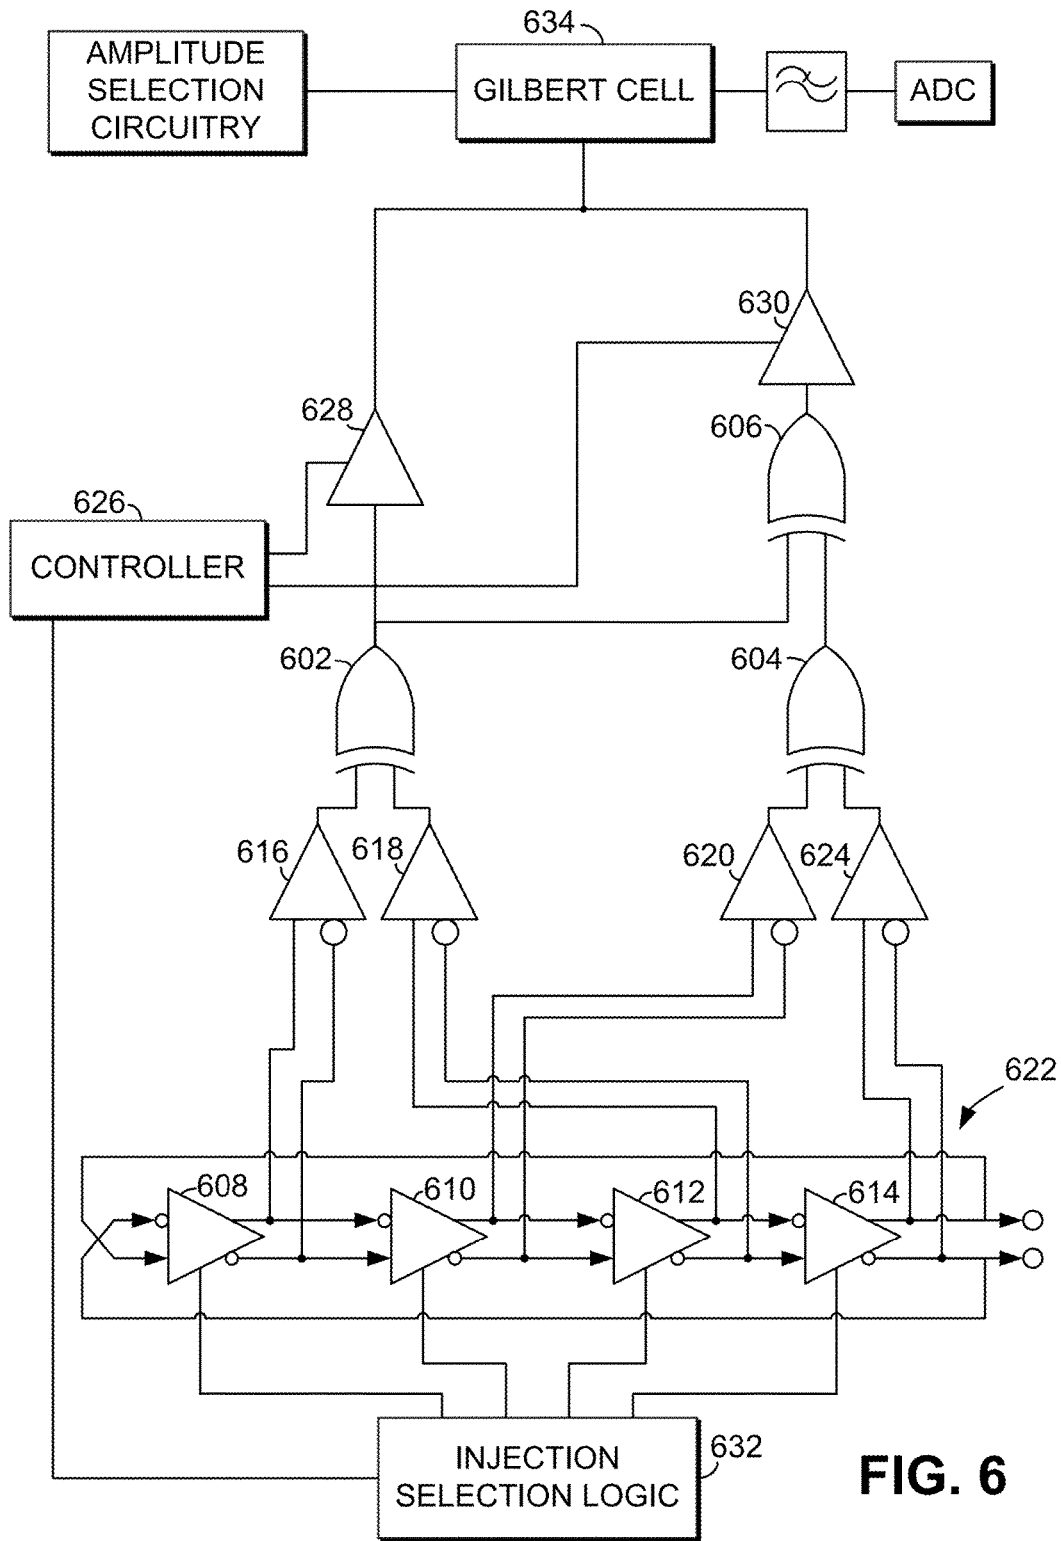 634
AMPLITUDE
SELECTION
CIRCUITRY
GILBERT CELL
ADC
630
628
606
626
CONTROLLER
602
604
616
618
620
624
622
608
610
612
614
INJECTION
SELECTION LOGIC
632
FIG. 6